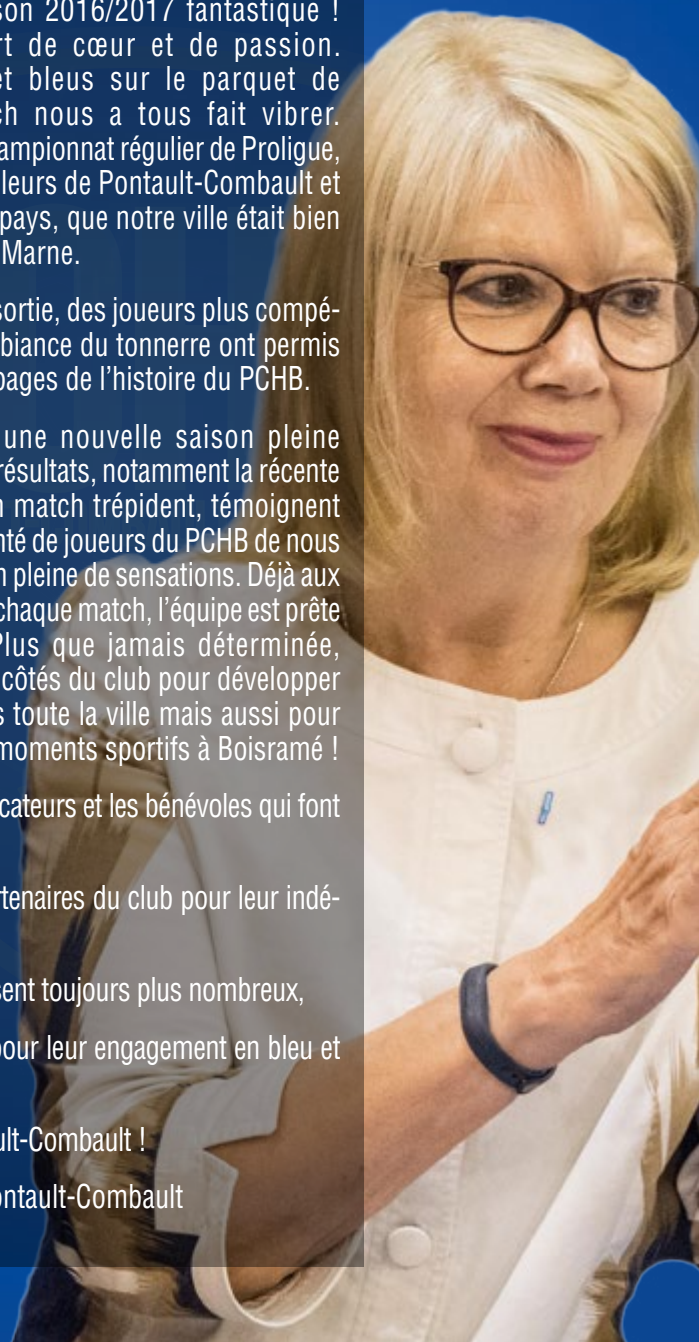 son 2016/2017 fantastique !
rt de cœur et de passion.
et bleus sur le parquet de
ch nous a tous fait vibrer.
ampionnat régulier de Proligue,
leurs de Pontault-Combault et
pays, que notre ville était bien
Marne.
sortie, des joueurs plus compé-
biance du tonnerre ont permis
pages de l’histoire du PCHB.
une nouvelle saison pleine
résultats, notamment la récente
n match trépident, témoignent
nté de joueurs du PCHB de nous
n pleine de sensations. Déjà aux
chaque match, l’équipe est prête
Plus que jamais déterminée,
côtés du club pour développer
s toute la ville mais aussi pour
moments sportifs à Boisramé !
cateurs et les bénévoles qui font
rtenaires du club pour leur indé-
sent toujours plus nombreux,
pour leur engagement en bleu et
ult-Combault !
ontault-Combault